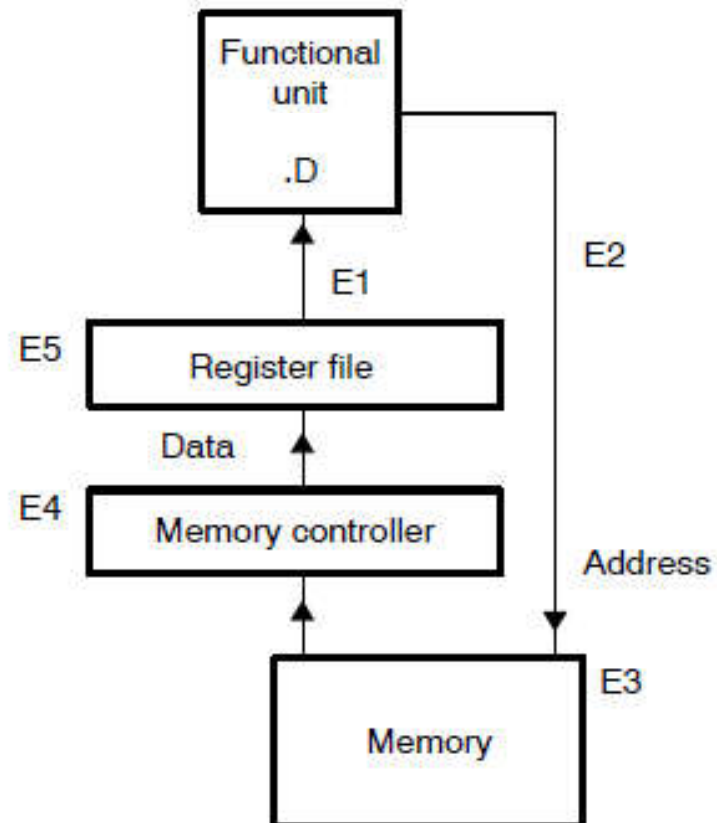 Functional
unit
.D
E1
E2
E5
Register file
Data
E4
Memory controller
Address
E3
Memory